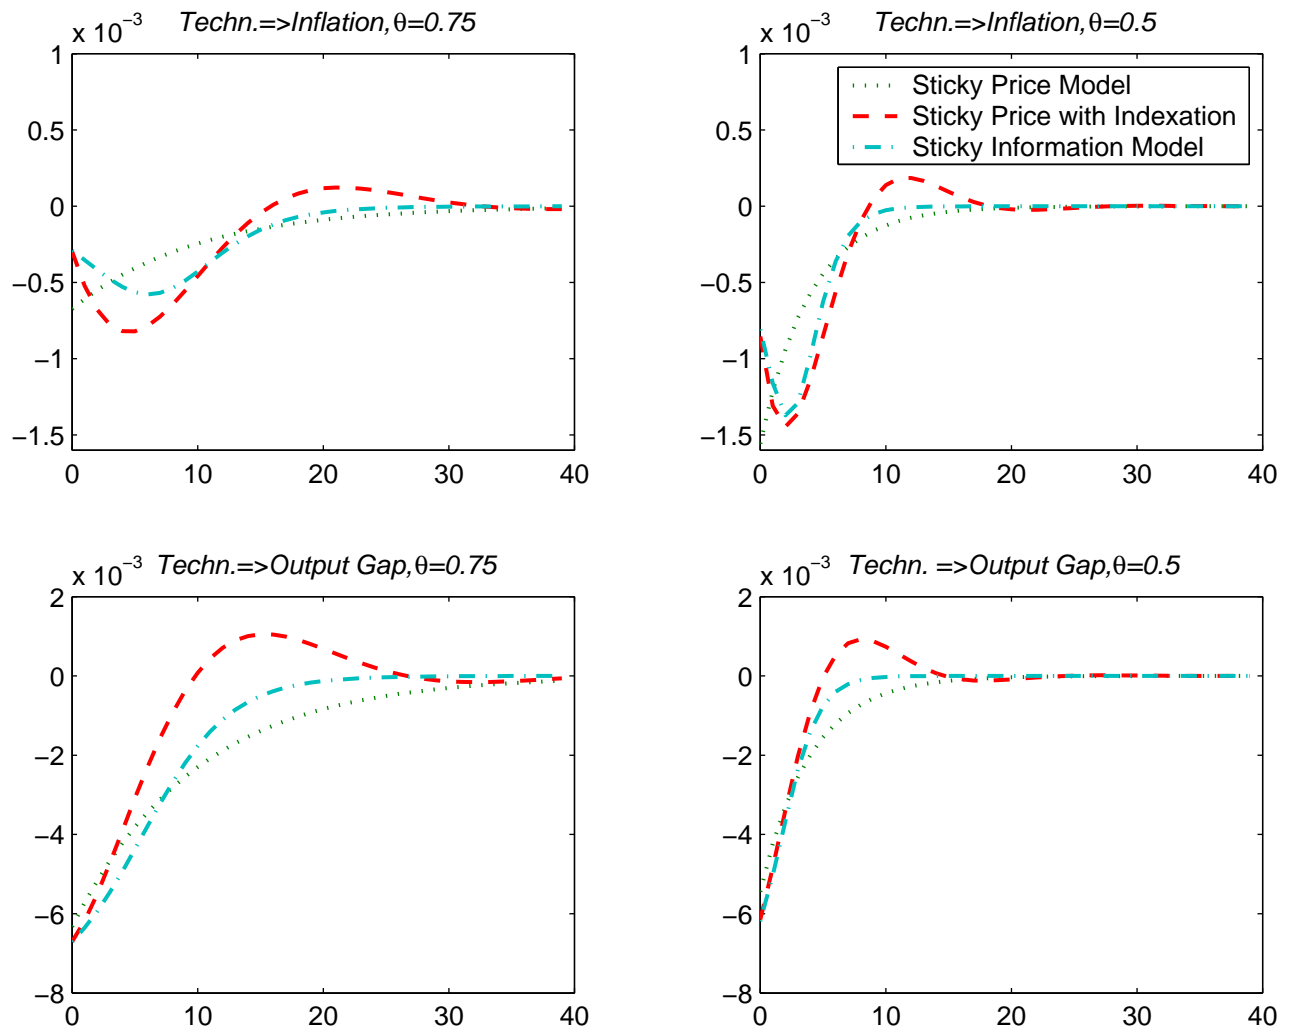 x 10⁻³ Techn.=>Inflation,θ=0.75
1
0.5
0
−0.5
−1
−1.5
0 10 20 30 40
x 10⁻³ Techn.=>Inflation,θ=0.5
1
0.5
0
−0.5
−1
−1.5
0 10 20 30 40
Sticky Price Model
Sticky Price with Indexation
Sticky Information Model
x 10⁻³ Techn.=>Output Gap,θ=0.75
2
0
−2
−4
−6
−8
0 10 20 30 40
x 10⁻³ Techn. =>Output Gap,θ=0.5
2
0
−2
−4
−6
−8
0 10 20 30 40